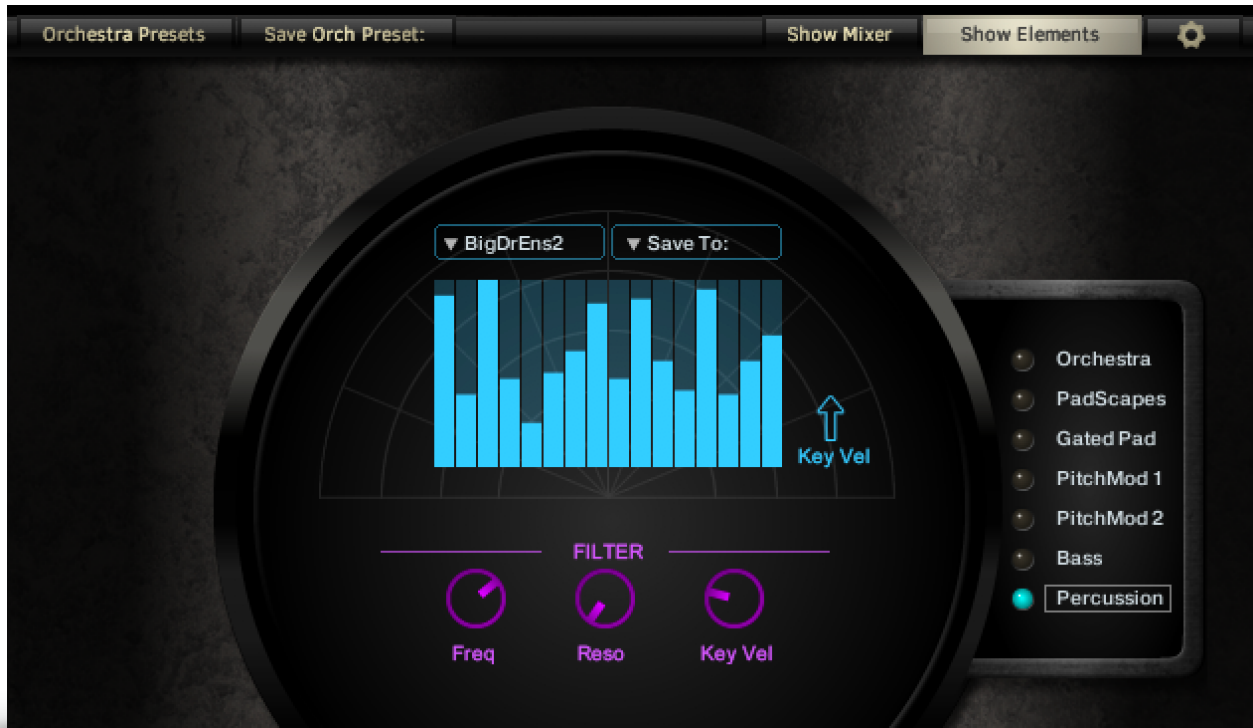 Orchestra Presets
Save Orch Preset:
Show Mixer
Show Elements
BigDrEns2
Save To:
Key Vel
FILTER
Freq
Reso
Key Vel
Orchestra
PadScapes
Gated Pad
PitchMod 1
PitchMod 2
Bass
Percussion